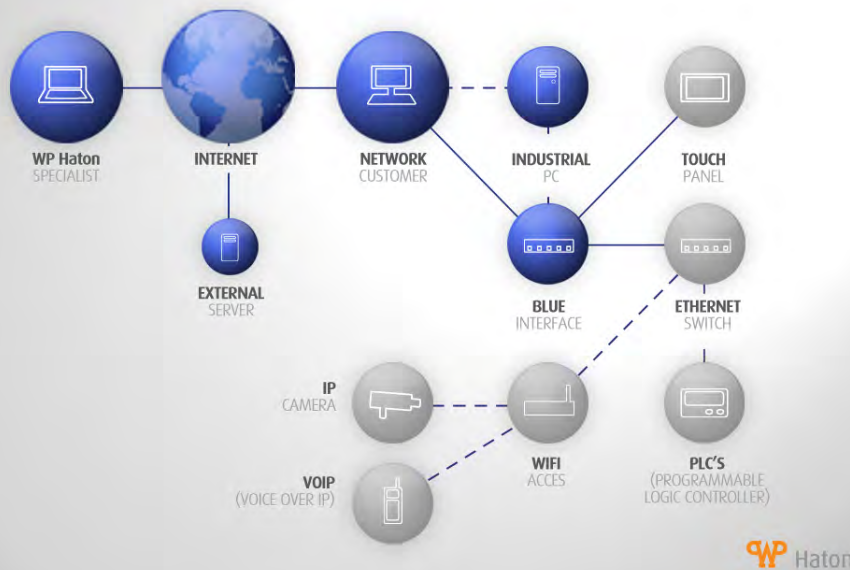 WP Haton
SPECIALIST
INTERNET
NETWORK
CUSTOMER
INDUSTRIAL
PC
TOUCH
PANEL
EXTERNAL
SERVER
BLUE
INTERFACE
ETHERNET
SWITCH
IP
CAMERA
WIFI
ACCES
PLC'S
(PROGRAMMABLE
LOGIC CONTROLLER)
VOIP
(VOICE OVER IP)
WP Haton